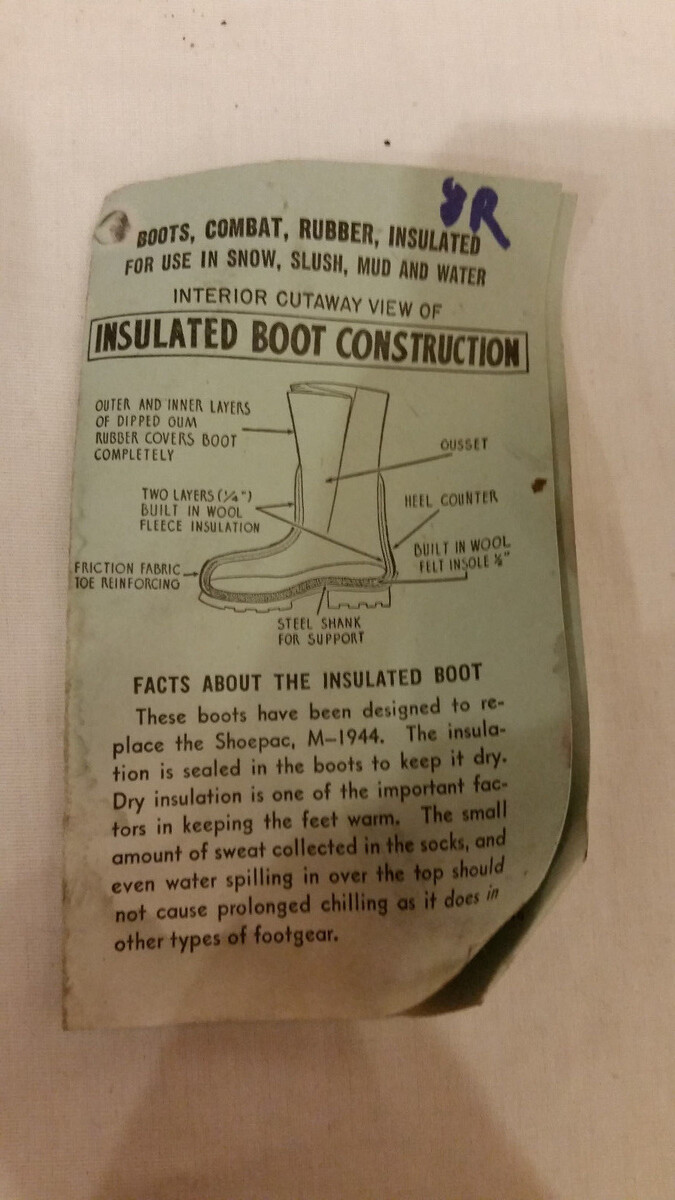 8R
BOOTS, COMBAT, RUBBER, INSULATED
FOR USE IN SNOW, SLUSH, MUD AND WATER
INTERIOR CUTAWAY VIEW OF
INSULATED BOOT CONSTRUCTION
OUTER AND INNER LAYERS
OF DIPPED GUM
RUBBER COVERS BOOT
COMPLETELY
GUSSET
TWO LAYERS (1/4")
BUILT IN WOOL
FLEECE INSULATION
HEEL COUNTER
BUILT IN WOOL
FELT INSOLE 1/8"
FRICTION FABRIC
TOE REINFORCING
STEEL SHANK
FOR SUPPORT
FACTS ABOUT THE INSULATED BOOT
These boots have been designed to re-
place the Shoepac, M-1944. The insula-
tion is sealed in the boots to keep it dry.
Dry insulation is one of the important fac-
tors in keeping the feet warm. The small
amount of sweat collected in the socks, and
even water spilling in over the top should
not cause prolonged chilling as it does in
other types of footgear.